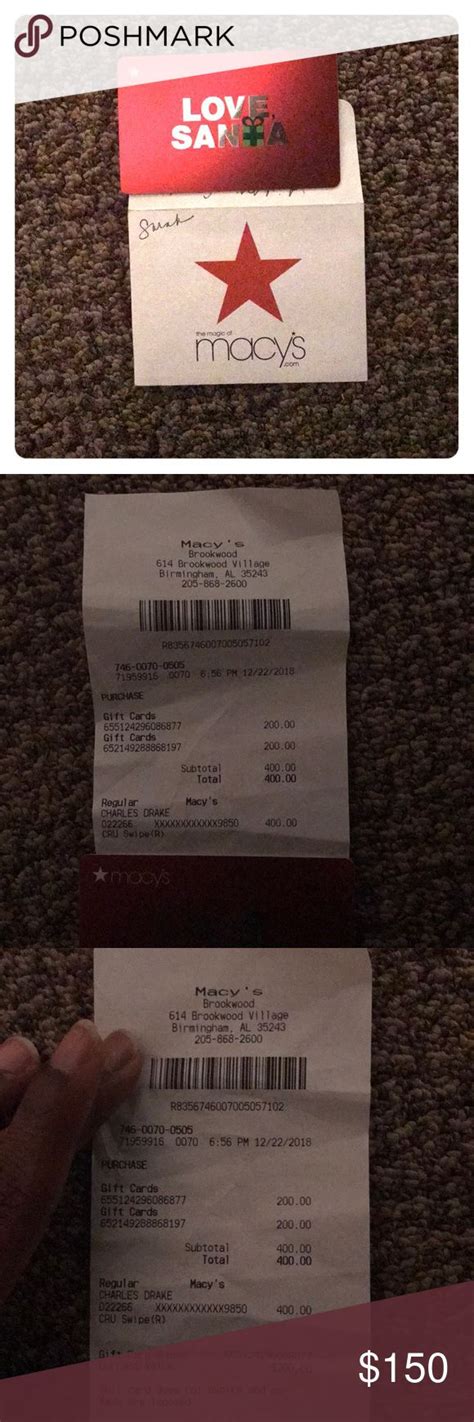 POSHMARK
LOVE,
SANTA
Sarah
the magic of
macy's
.com
Macy's
Brookwood
614 Brookwood Village
Birmingham, AL 35243
205-868-2600
R8356746007005057102
746-0070-0505
71959916 0070 6:56 PM 12/22/2018
PURCHASE
Gift Cards
655124296086877 200.00
Gift Cards
652149288868197 200.00
Subtotal 400.00
Total 400.00
Regular Macy's
CHARLES DRAKE
022266 XXXXXXXXXXXX9850 400.00
CRU Swipe(R)
macy's
Macy's
Brookwood
614 Brookwood Village
Birmingham, AL 35243
205-868-2600
R8356746007005057102
746-0070-0505
71959916 0070 6:56 PM 12/22/2018
PURCHASE
Gift Cards
655124296086877 200.00
Gift Cards
652149288868197 200.00
Subtotal 400.00
Total 400.00
Regular Macy's
CHARLES DRAKE
022266 XXXXXXXXXXXX9850 400.00
CRU Swipe(R)
$150